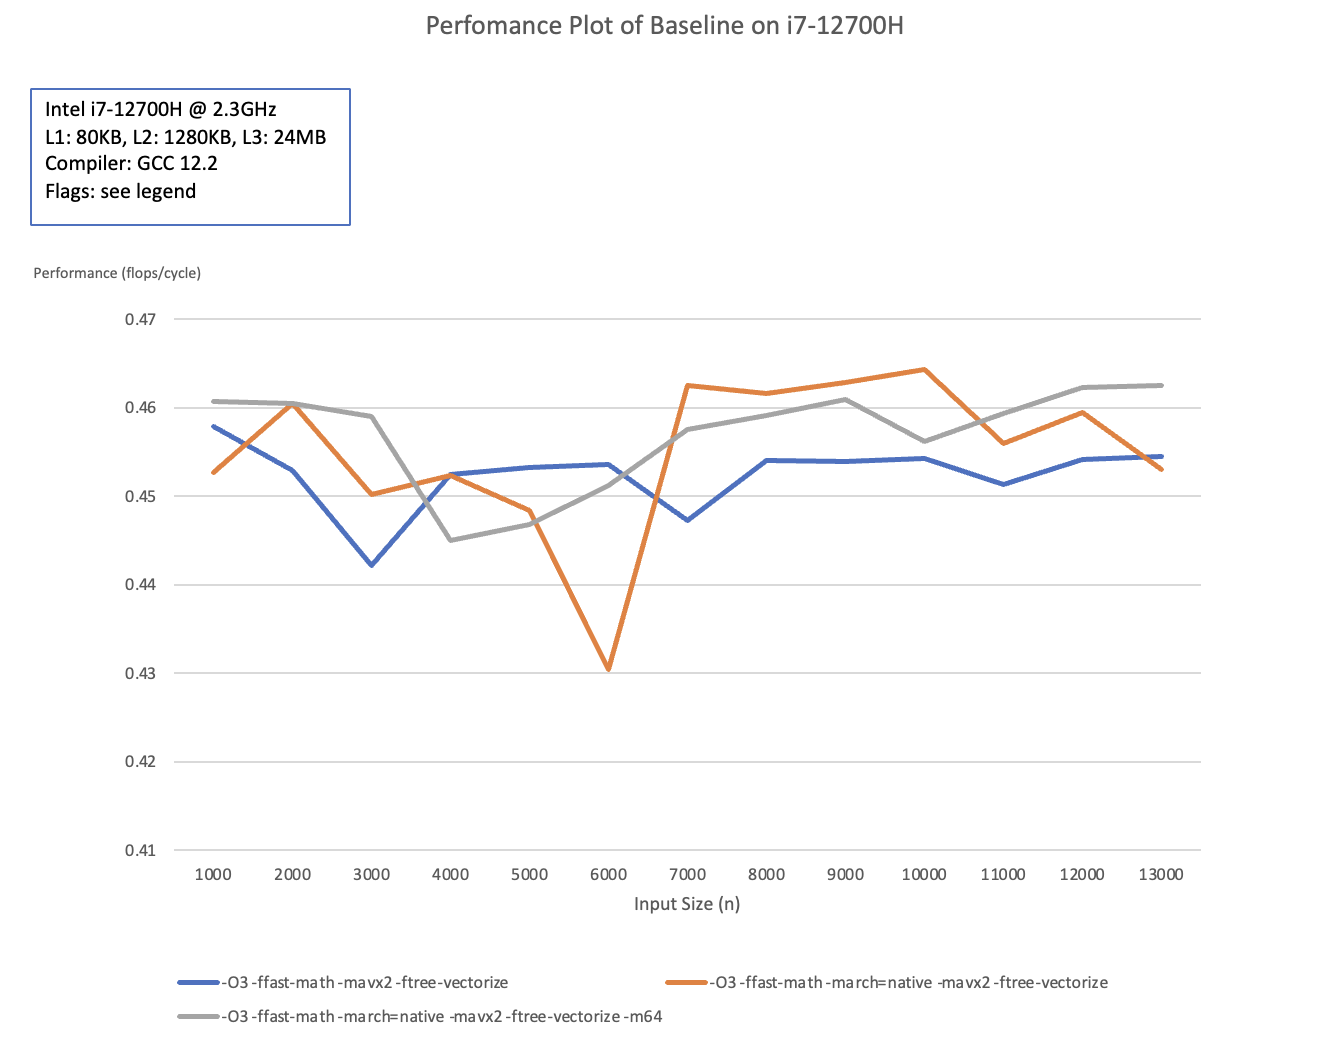 Perfomance Plot of Baseline on i7-12700H
Intel i7-12700H @ 2.3GHz
L1: 80KB, L2: 1280KB, L3: 24MB
Compiler: GCC 12.2
Flags: see legend
Performance (flops/cycle)
0.47
0.46
0.45
0.44
0.43
0.42
0.41
1000 2000 3000 4000 5000 6000 7000 8000 9000 10000 11000 12000 13000
Input Size (n)
-O3 -ffast-math -mavx2 -ftree-vectorize
-O3 -ffast-math -march=native -mavx2 -ftree-vectorize
-O3 -ffast-math -march=native -mavx2 -ftree-vectorize -m64